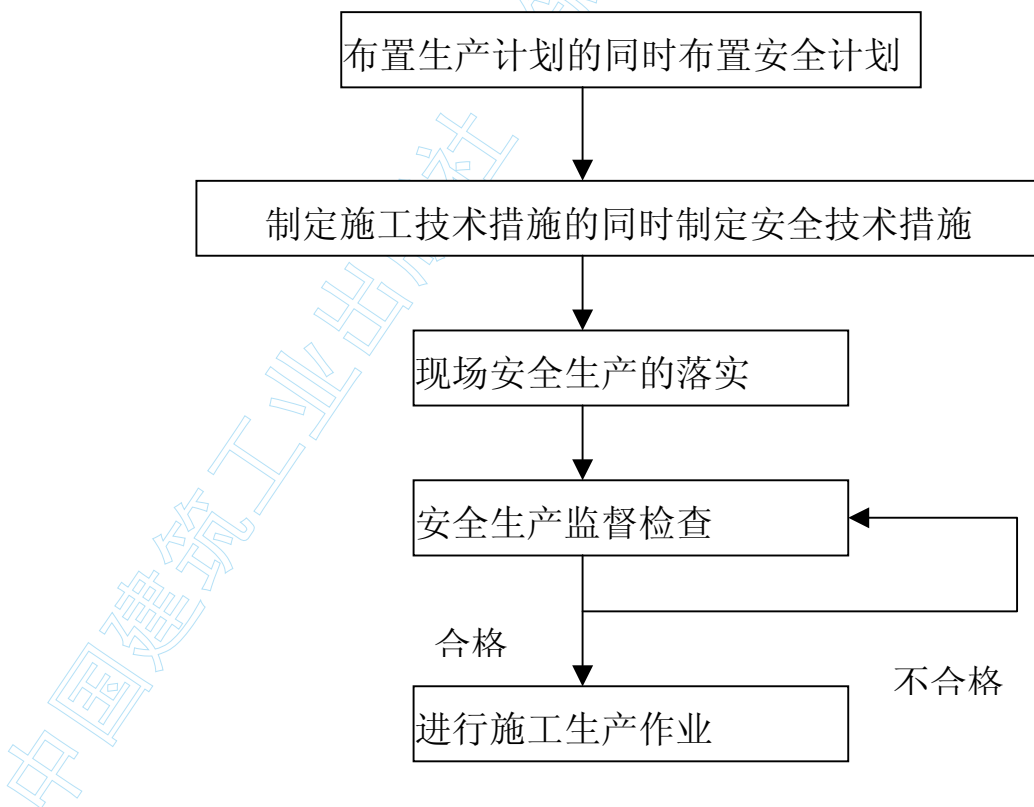 布置生产计划的同时布置安全计划
制定施工技术措施的同时制定安全技术措施
现场安全生产的落实
安全生产监督检查
合格
不合格
进行施工生产作业
中国建筑工业出版社